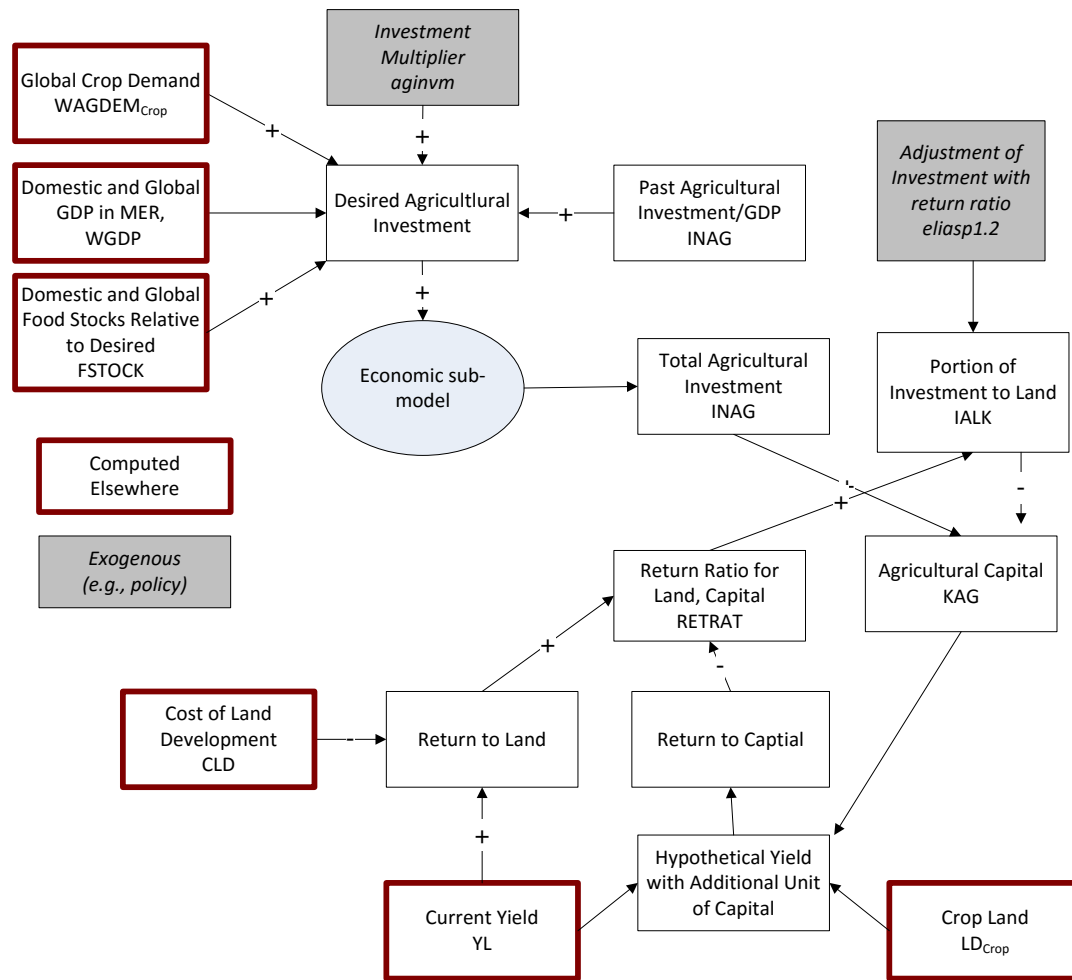 Investment
Multiplier
aginvm
Global Crop Demand
WAGDEMCrop
+
+
Adjustment of
Investment with
return ratio
eliasp1.2
Domestic and Global
GDP in MER,
WGDP
Desired Agricultlural
Investment
+
Past Agricultural
Investment/GDP
INAG
Domestic and Global
Food Stocks Relative
to Desired
FSTOCK
+
+
Economic sub-
model
Total Agricultural
Investment
INAG
Portion of
Investment to Land
IALK
Computed
Elsewhere
+
-
Exogenous
(e.g., policy)
Return Ratio for
Land, Capital
RETRAT
Agricultural Capital
KAG
+
-
Cost of Land
Development
CLD
-
Return to Land
Return to Captial
+
Hypothetical Yield
with Additional Unit
of Capital
Current Yield
YL
Crop Land
LDCrop